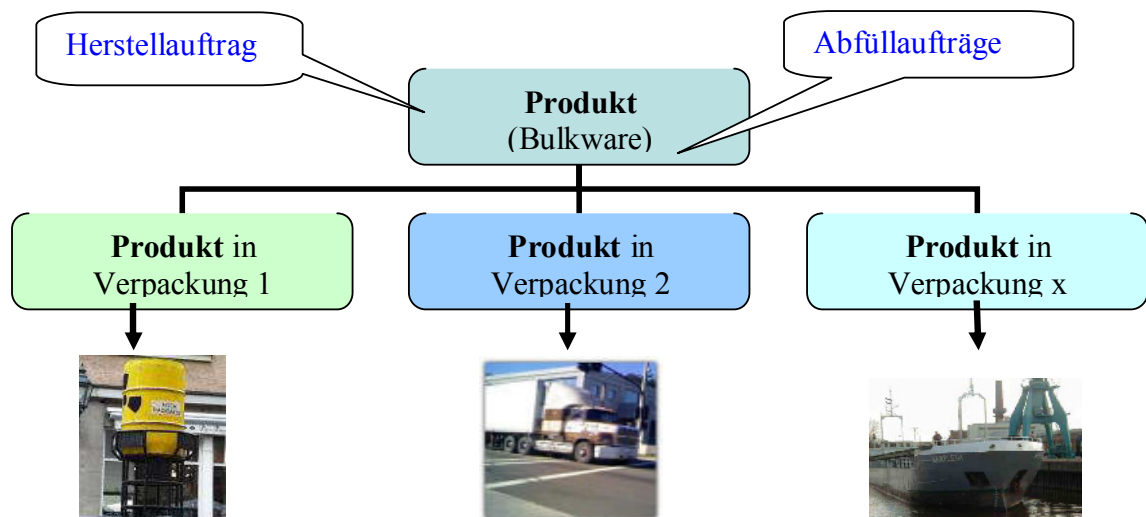 Herstellauftrag
Abfüllaufträge
Produkt
(Bulkware)
Produkt in
Verpackung 1
Produkt in
Verpackung 2
Produkt in
Verpackung x